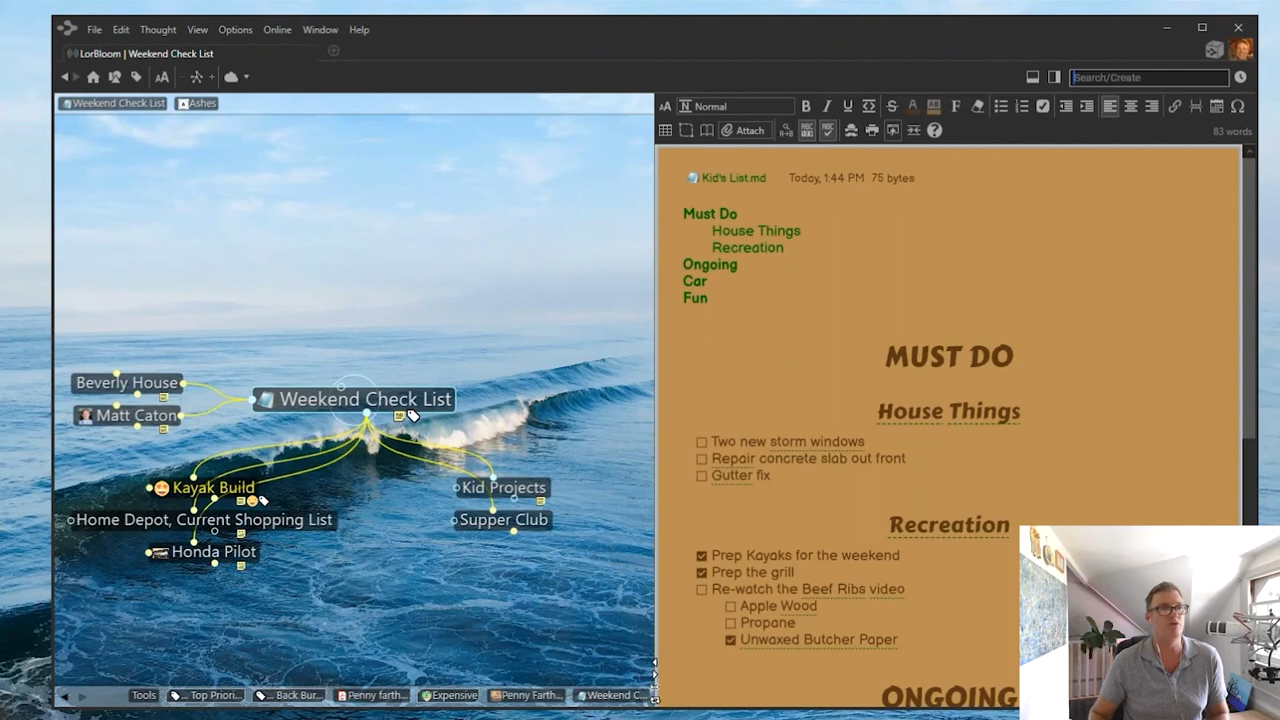 File Edit Thought View Options Online Window Help
LorBloom | Weekend Check List
Search/Create
Weekend Check List Ashes
Normal
Attach
83 words
Kid's List.md Today, 1:44 PM 75 bytes
Must Do
House Things
Recreation
Ongoing
Car
Fun
MUST DO
House Things
Two new storm windows
Repair concrete slab out front
Gutter fix
Recreation
Prep Kayaks for the weekend
Prep the grill
Re-watch the Beef Ribs video
Apple Wood
Propane
Unwaxed Butcher Paper
ONGOING
Beverly House
Matt Caton
Weekend Check List
Kayak Build
Home Depot, Current Shopping List
Honda Pilot
Kid Projects
Supper Club
Tools ... Top Priori... ... Back Bur... Penny farth... Expensive Penny Farth... Weekend C...